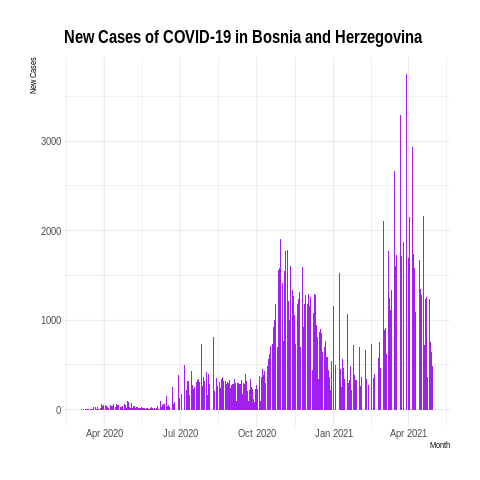 New Cases of COVID-19 in Bosnia and Herzegovina
New Cases
3000
2000
1000
0
Apr 2020
Jul 2020
Oct 2020
Jan 2021
Apr 2021
Month